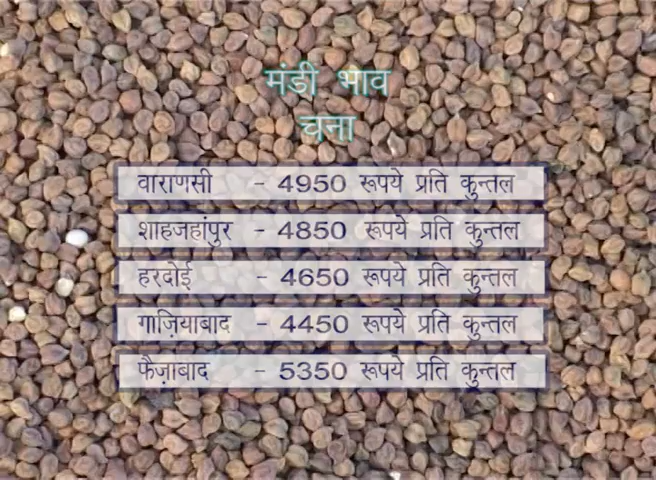 मंडी भाव
चना
वाराणसी - 4950 रूपये प्रति कुन्तल
शाहजहांपुर - 4850 रूपये प्रति कुन्तल
हरदोई - 4650 रूपये प्रति कुन्तल
गाज़ियाबाद - 4450 रूपये प्रति कुन्तल
फैज़ाबाद - 5350 रूपये प्रति कुन्तल